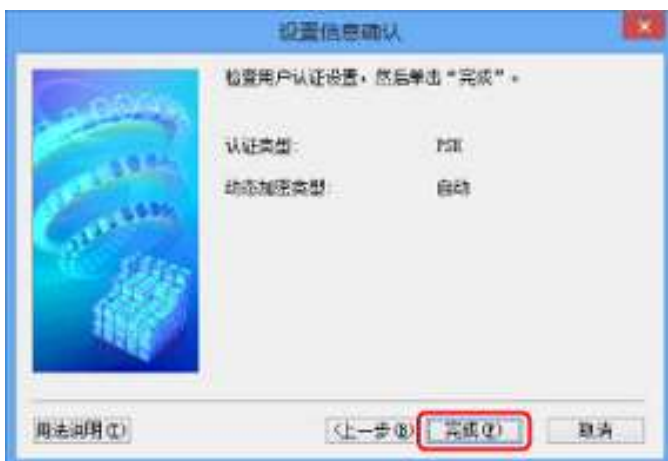 设置信息确认
检查用户认证设置，然后单击“完成”。
认证类型: PSK
动态加密类型: 自动
用法说明(I)
<上一步(B)
完成(F)
取消